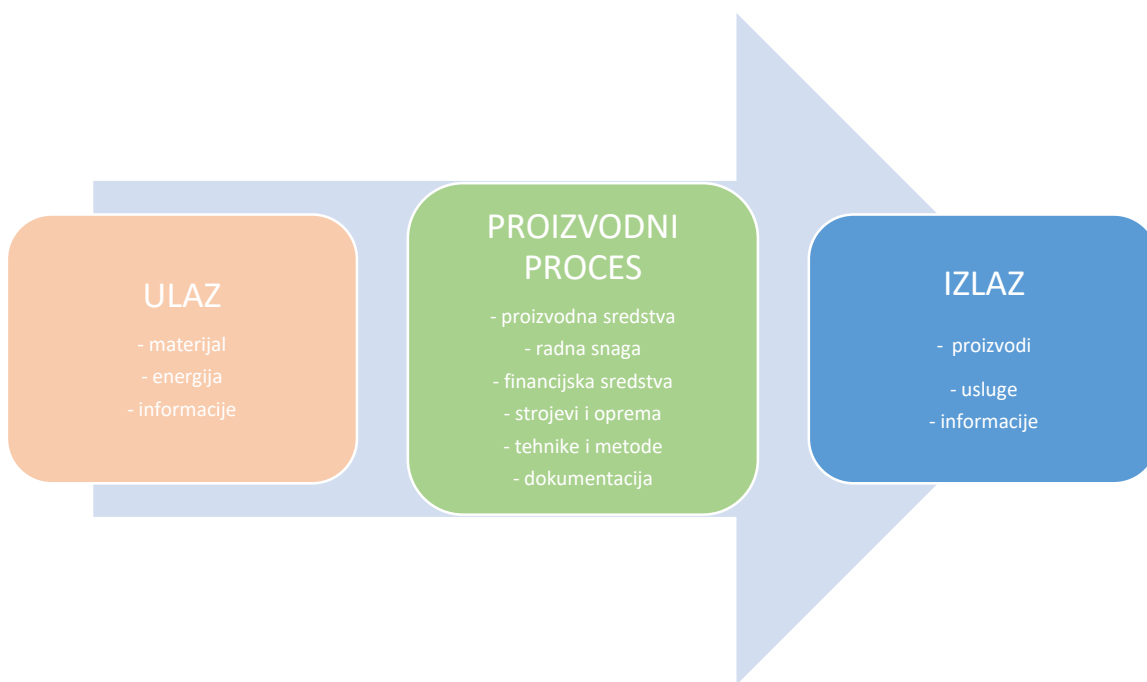 ULAZ
- materijal
- energija
- informacije
PROIZVODNI
PROCES
- proizvodna sredstva
- radna snaga
- financijska sredstva
- strojevi i oprema
- tehnike i metode
- dokumentacija
IZLAZ
- proizvodi
- usluge
- informacije